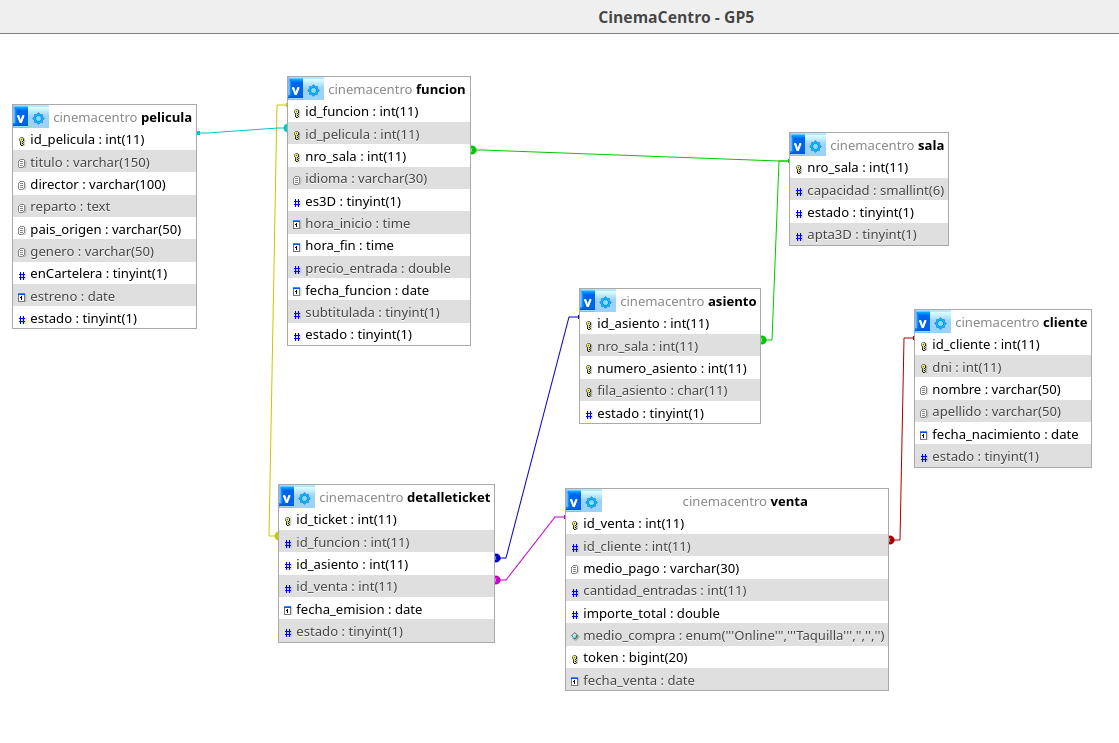 CinemaCentro - GP5
cinemacentro pelicula
id_pelicula : int(11)
titulo : varchar(150)
director : varchar(100)
reparto : text
pais_origen : varchar(50)
genero : varchar(50)
enCartelera : tinyint(1)
estreno : date
estado : tinyint(1)
cinemacentro funcion
id_funcion : int(11)
id_pelicula : int(11)
nro_sala : int(11)
idioma : varchar(30)
es3D : tinyint(1)
hora_inicio : time
hora_fin : time
precio_entrada : double
fecha_funcion : date
subtitulada : tinyint(1)
estado : tinyint(1)
cinemacentro sala
nro_sala : int(11)
capacidad : smallint(6)
estado : tinyint(1)
apta3D : tinyint(1)
cinemacentro asiento
id_asiento : int(11)
nro_sala : int(11)
numero_asiento : int(11)
fila_asiento : char(11)
estado : tinyint(1)
cinemacentro cliente
id_cliente : int(11)
dni : int(11)
nombre : varchar(50)
apellido : varchar(50)
fecha_nacimiento : date
estado : tinyint(1)
cinemacentro detalleticket
id_ticket : int(11)
id_funcion : int(11)
id_asiento : int(11)
id_venta : int(11)
fecha_emision : date
estado : tinyint(1)
cinemacentro venta
id_venta : int(11)
id_cliente : int(11)
medio_pago : varchar(30)
cantidad_entradas : int(11)
importe_total : double
medio_compra : enum('''Online''','''Taquilla''','','','')
token : bigint(20)
fecha_venta : date